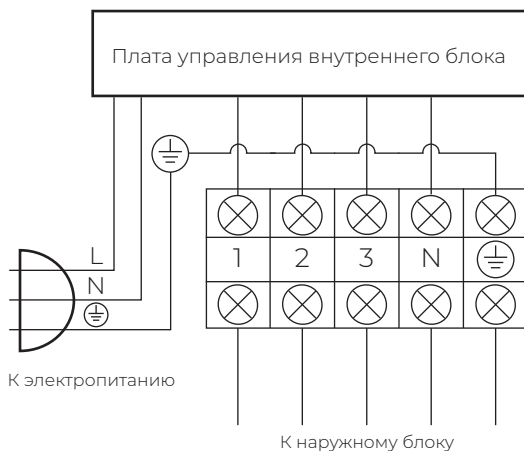 Плата управления внутреннего блока
L
N
1 2 3 N
К электропитанию
К наружному блоку